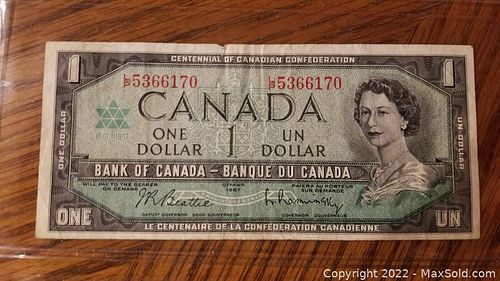 CENTENNIAL OF CANADIAN CONFEDERATION
1 1
L/P 5366170 L/P 5366170
CANADA
1867 1967
ONE DOLLAR 1 UN DOLLAR
ONE DOLLAR
UN DOLLAR
BANK OF CANADA – BANQUE DU CANADA
WILL PAY TO THE BEARER ON DEMAND
OTTAWA 1967
PAIERA AU PORTEUR SUR DEMANDE
JR Beattie L Rasminsky
DEPUTY GOVERNOR SOUS-GOUVERNEUR GOVERNOR GOUVERNEUR
ONE UN
LE CENTENAIRE DE LA CONFÉDÉRATION CANADIENNE
Copyright 2022 - MaxSold.com